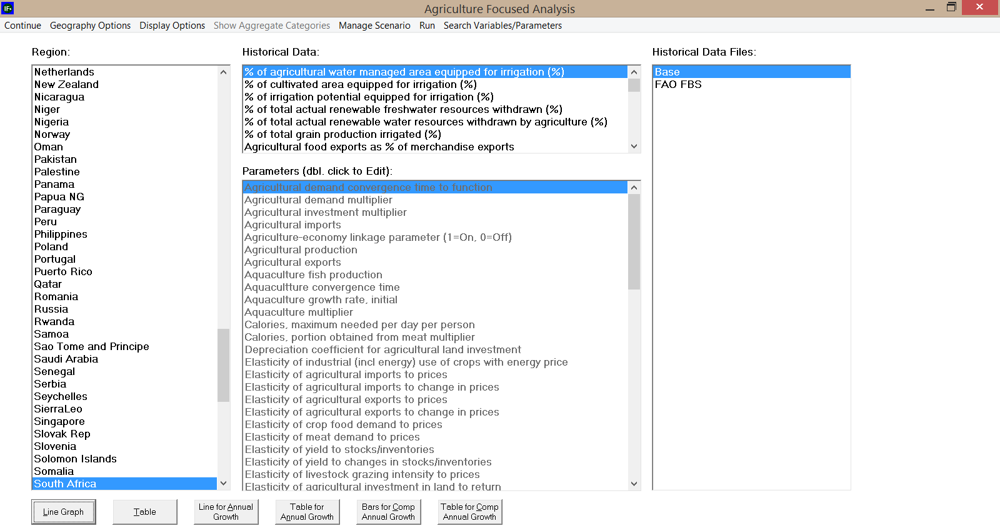 IFs
Agriculture Focused Analysis
Continue Geography Options Display Options Show Aggregate Categories Manage Scenario Run Search Variables/Parameters
Region:
Netherlands
New Zealand
Nicaragua
Niger
Nigeria
Norway
Oman
Pakistan
Palestine
Panama
Papua NG
Paraguay
Peru
Philippines
Poland
Portugal
Puerto Rico
Qatar
Romania
Russia
Rwanda
Samoa
Sao Tome and Principe
Saudi Arabia
Senegal
Serbia
Seychelles
SierraLeo
Singapore
Slovak Rep
Slovenia
Solomon Islands
Somalia
South Africa
Historical Data:
% of agricultural water managed area equipped for irrigation (%)
% of cultivated area equipped for irrigation (%)
% of irrigation potential equipped for irrigation (%)
% of total actual renewable freshwater resources withdrawn (%)
% of total actual renewable water resources withdrawn by agriculture (%)
% of total grain production irrigated (%)
Agricultural food exports as % of merchandise exports
Parameters (dbl. click to Edit):
Agricultural demand convergence time to function
Agricultural demand multiplier
Agricultural investment multiplier
Agricultural imports
Agriculture-economy linkage parameter (1=On, 0=Off)
Agricultural production
Agricultural exports
Aquaculture fish production
Aquacultture convergence time
Aquaculture growth rate, initial
Aquaculture multiplier
Calories, maximum needed per day per person
Calories, portion obtained from meat multiplier
Depreciation coefficient for agricultural land investment
Elasticity of industrial (incl energy) use of crops with energy price
Elasticity of agricultural imports to prices
Elasticity of agricultural imports to change in prices
Elasticity of agricultural exports to prices
Elasticity of agricultural exports to change in prices
Elasticity of crop food demand to prices
Elasticity of meat demand to prices
Elasticity of yield to stocks/inventories
Elasticity of yield to changes in stocks/inventories
Elasticity of livestock grazing intensity to prices
Elasticity of agricultural investment in land to return
Historical Data Files:
Base
FAO FBS
Line Graph
Table
Line for Annual
Growth
Table for
Annual Growth
Bars for Comp
Annual Growth
Table for Comp
Annual Growth